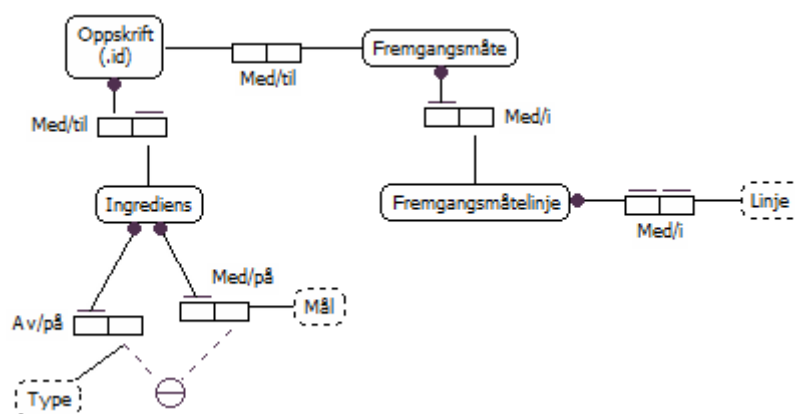 Oppskrift
(.id)
Fremgangsmåte
Med/til
Med/til
Med/i
Ingrediens
Fremgangsmåtelinje
Linje
Med/i
Med/på
Mål
Av/på
Type